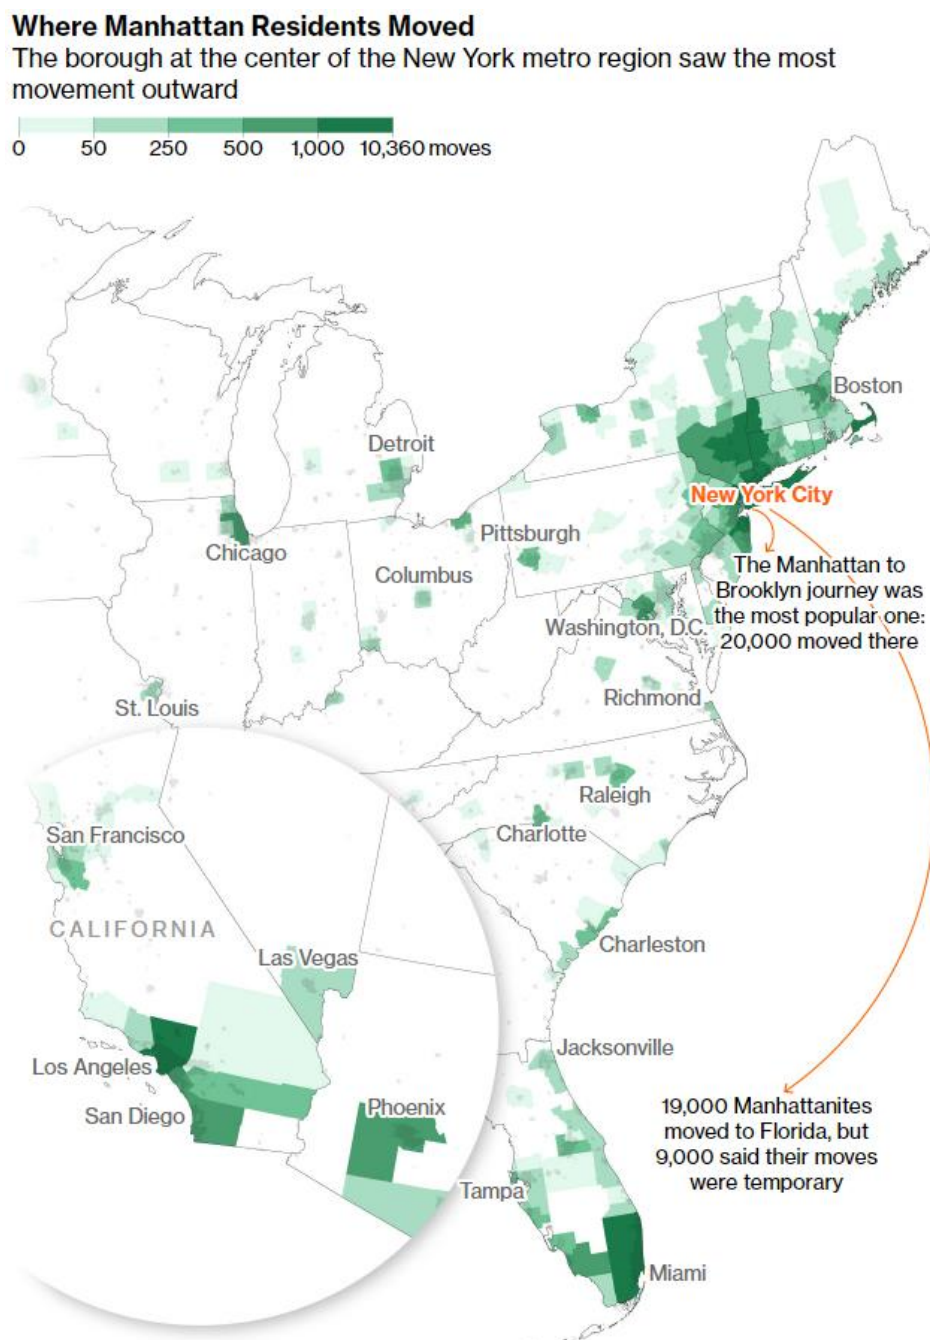 Where Manhattan Residents Moved
The borough at the center of the New York metro region saw the most
movement outward
0 50 250 500 1,000 10,360 moves
Boston
Detroit
New York City
Pittsburgh
Chicago
The Manhattan to
Brooklyn journey was
the most popular one:
20,000 moved there
Columbus
Washington, D.C.
Richmond
St. Louis
Raleigh
San Francisco
Charlotte
CALIFORNIA
Charleston
Las Vegas
Jacksonville
Los Angeles
San Diego
Phoenix
19,000 Manhattanites
moved to Florida, but
9,000 said their moves
were temporary
Tampa
Miami